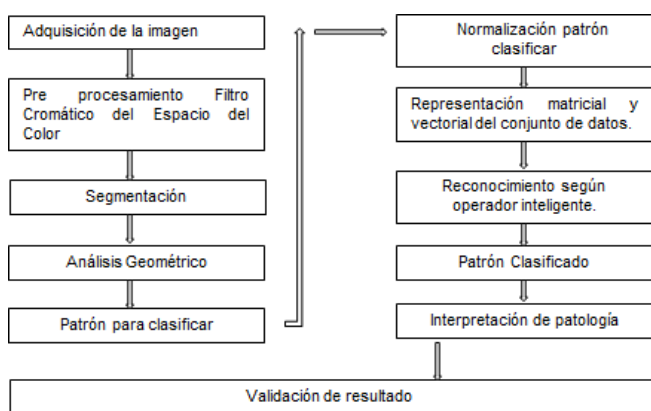 Adquisición de la imagen
Pre procesamiento Filtro
Cromático del Espacio del
Color
Segmentación
Análisis Geométrico
Patrón para clasificar
Normalización patrón
clasificar
Representación matricial y
vectorial del conjunto de datos.
Reconocimiento según
operador inteligente.
Patrón Clasificado
Interpretación de patología
Validación de resultado